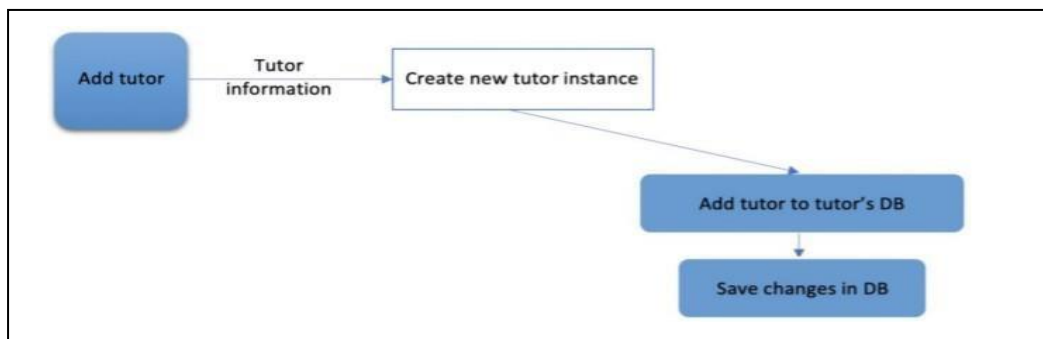 Add tutor
Tutor
information
Create new tutor instance
Add tutor to tutor’s DB
Save changes in DB